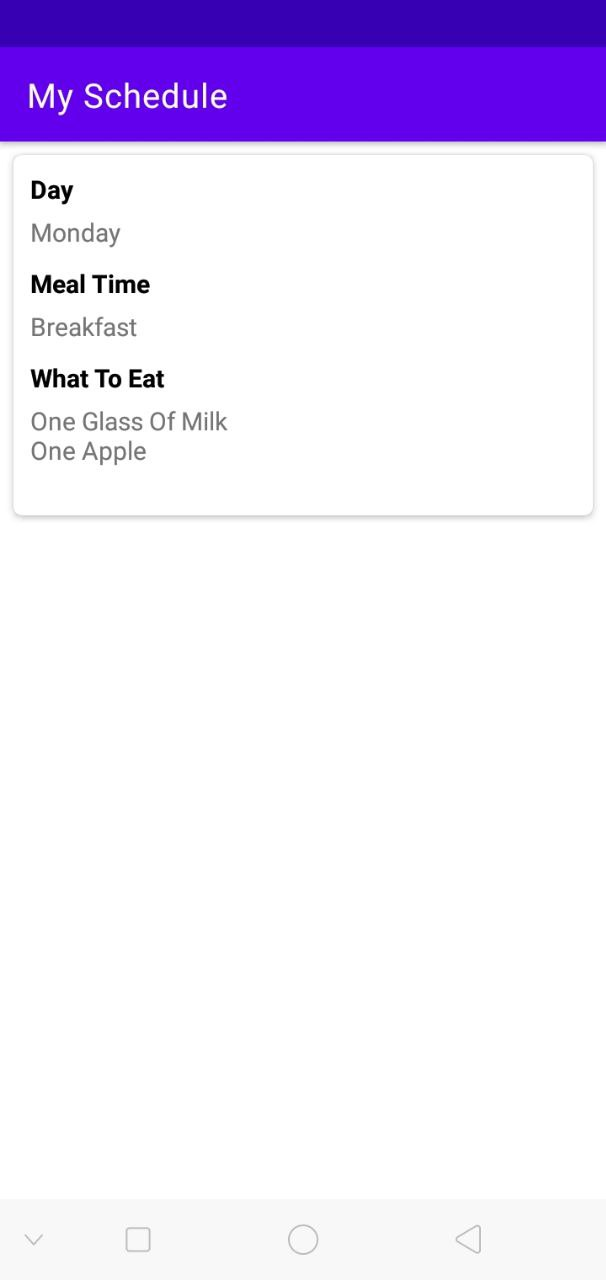 My Schedule
Day
Monday
Meal Time
Breakfast
What To Eat
One Glass Of Milk
One Apple